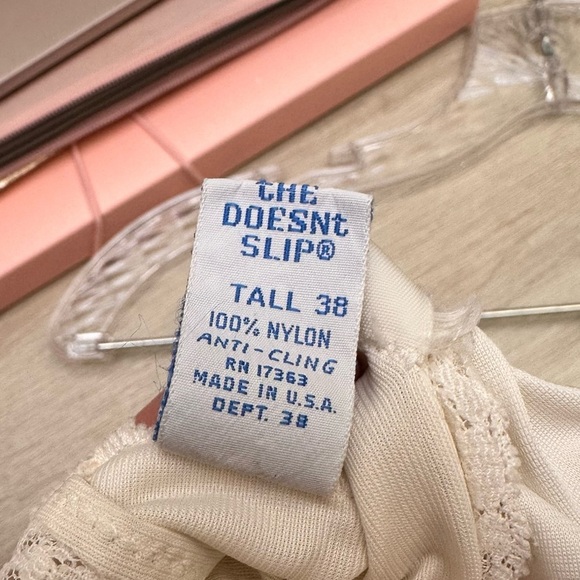 tHE
DOESNt
SLIP®
TALL 38
100% NYLON
ANTI-CLING
RN 17363
MADE IN U.S.A.
DEPT. 38